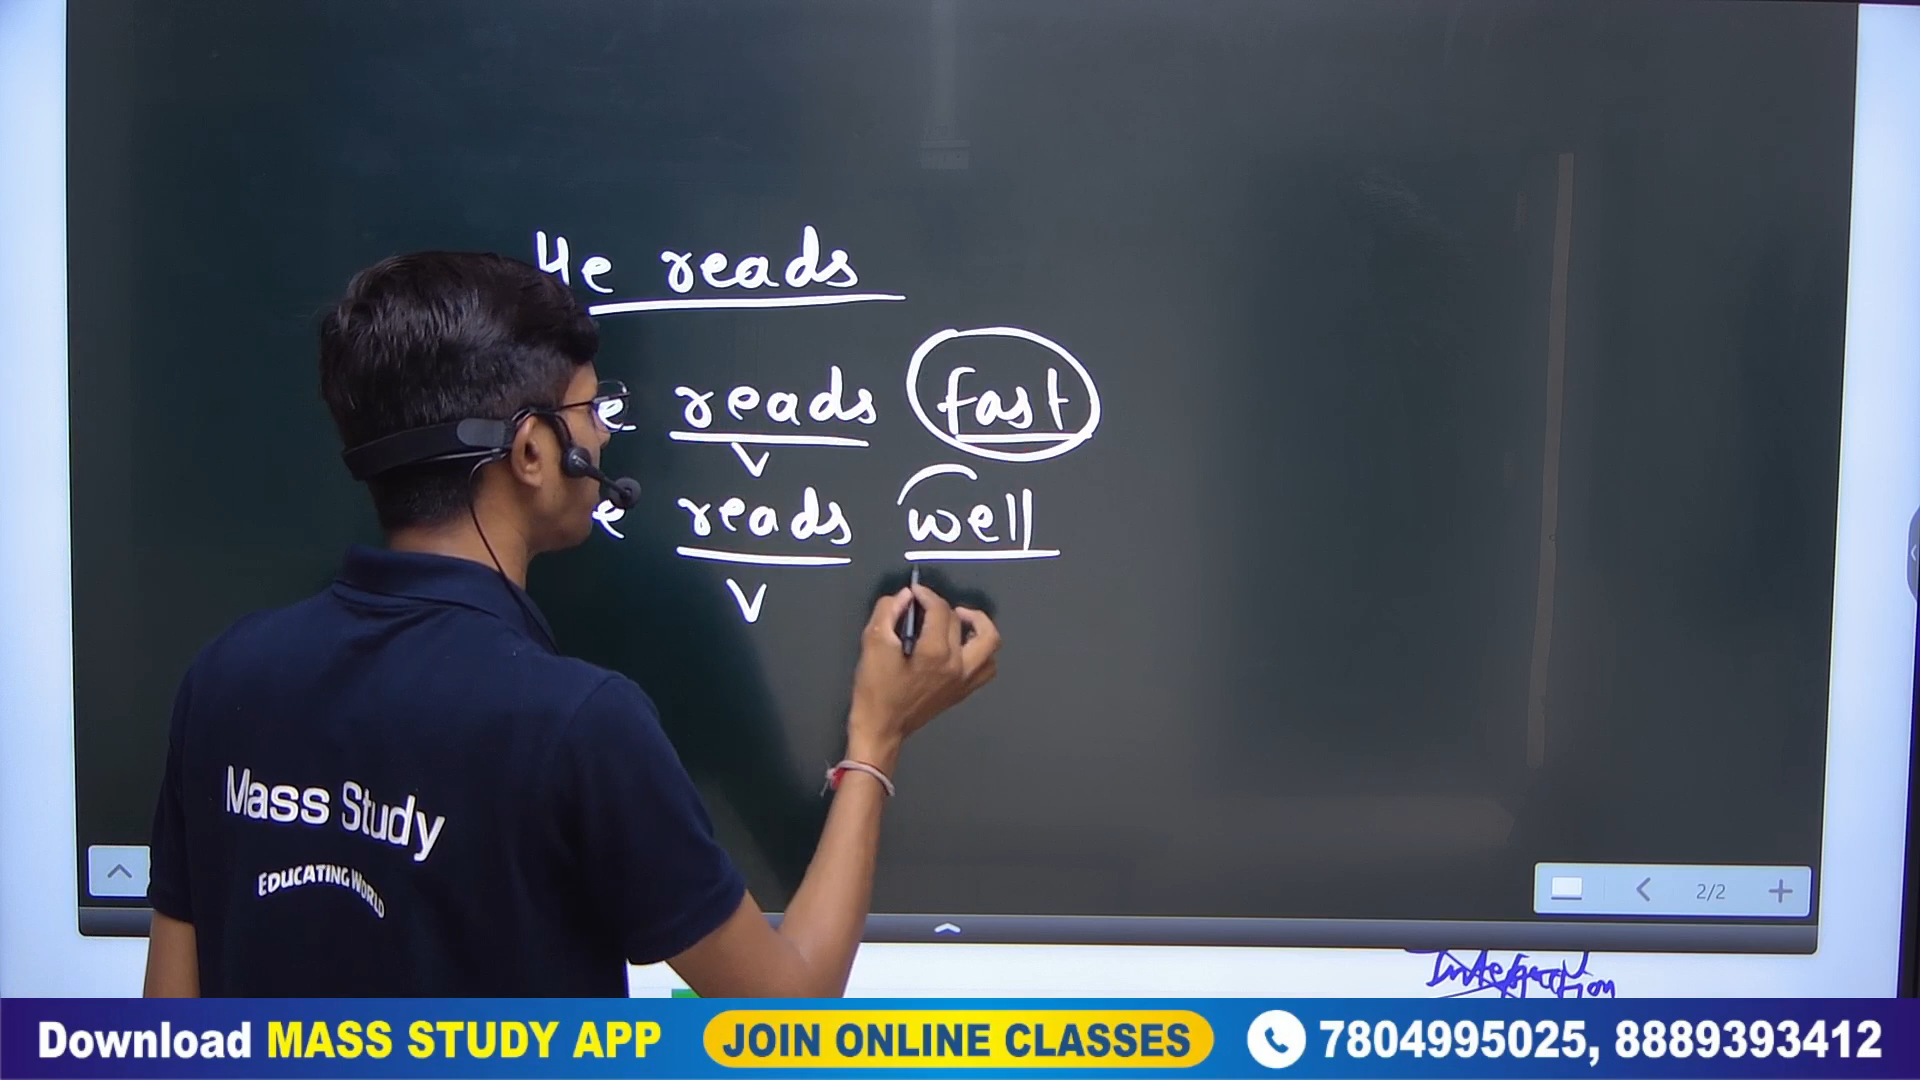 He reads
e reads fast
V
e reads well
V
Mass Study
EDUCATING WORLD
2/2
Download MASS STUDY APP JOIN ONLINE CLASSES 7804995025, 8889393412